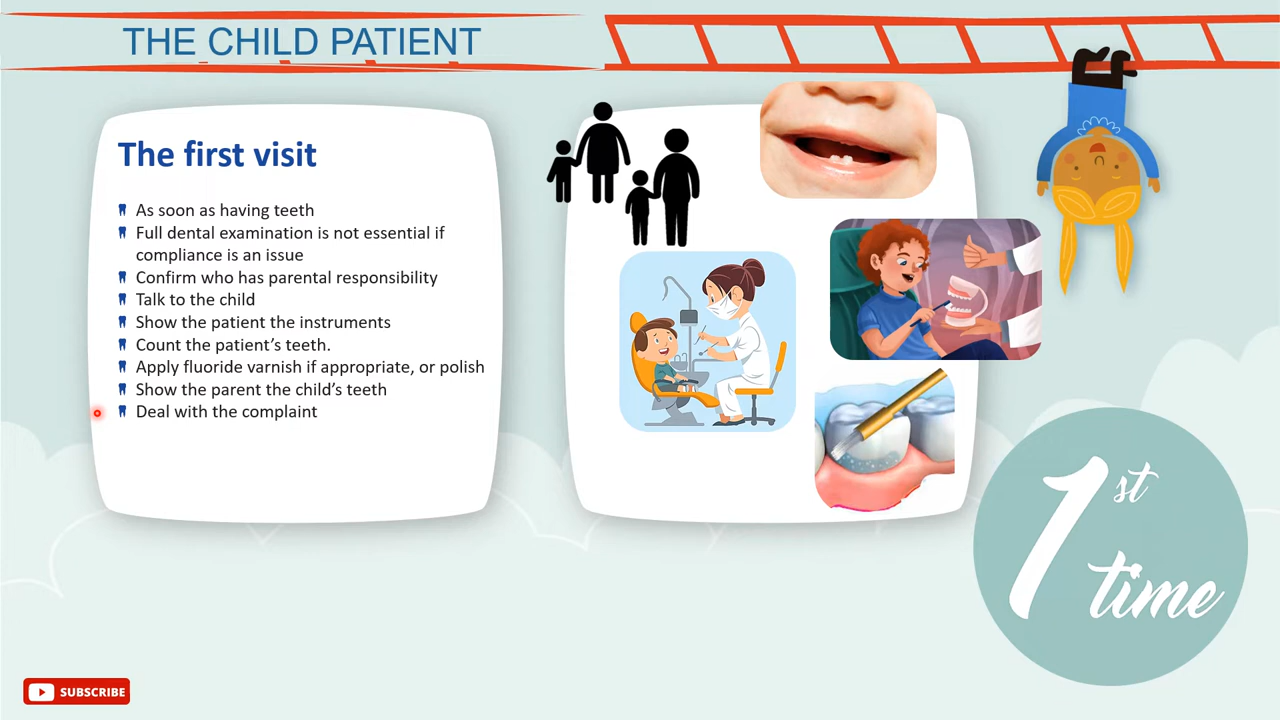 THE CHILD PATIENT
The first visit
As soon as having teeth
Full dental examination is not essential if
compliance is an issue
Confirm who has parental responsibility
Talk to the child
Show the patient the instruments
Count the patient’s teeth.
Apply fluoride varnish if appropriate, or polish
Show the parent the child’s teeth
Deal with the complaint
1st
time
SUBSCRIBE